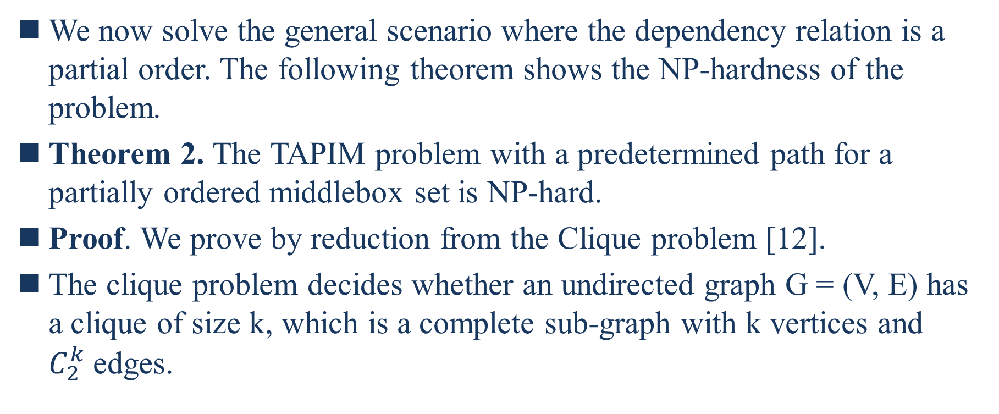 ■ We now solve the general scenario where the dependency relation is a
partial order. The following theorem shows the NP-hardness of the
problem.
■ Theorem 2. The TAPIM problem with a predetermined path for a
partially ordered middlebox set is NP-hard.
■ Proof. We prove by reduction from the Clique problem [12].
■ The clique problem decides whether an undirected graph G = (V, E) has
a clique of size k, which is a complete sub-graph with k vertices and
$C_2^k$ edges.